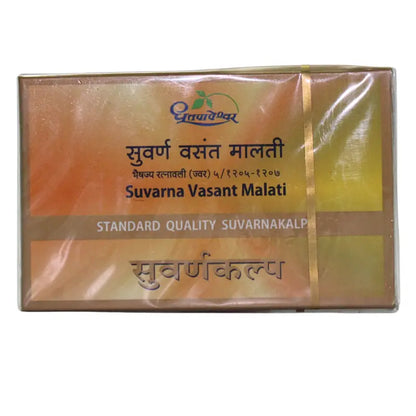 धूतपापेश्वर
सुवर्ण वसंत मालती
भैषज्य रत्नावली (ज्वर) ५/१२०५-१२०७
Suvarna Vasant Malati
STANDARD QUALITY SUVARNAKALP
सुवर्णकल्प